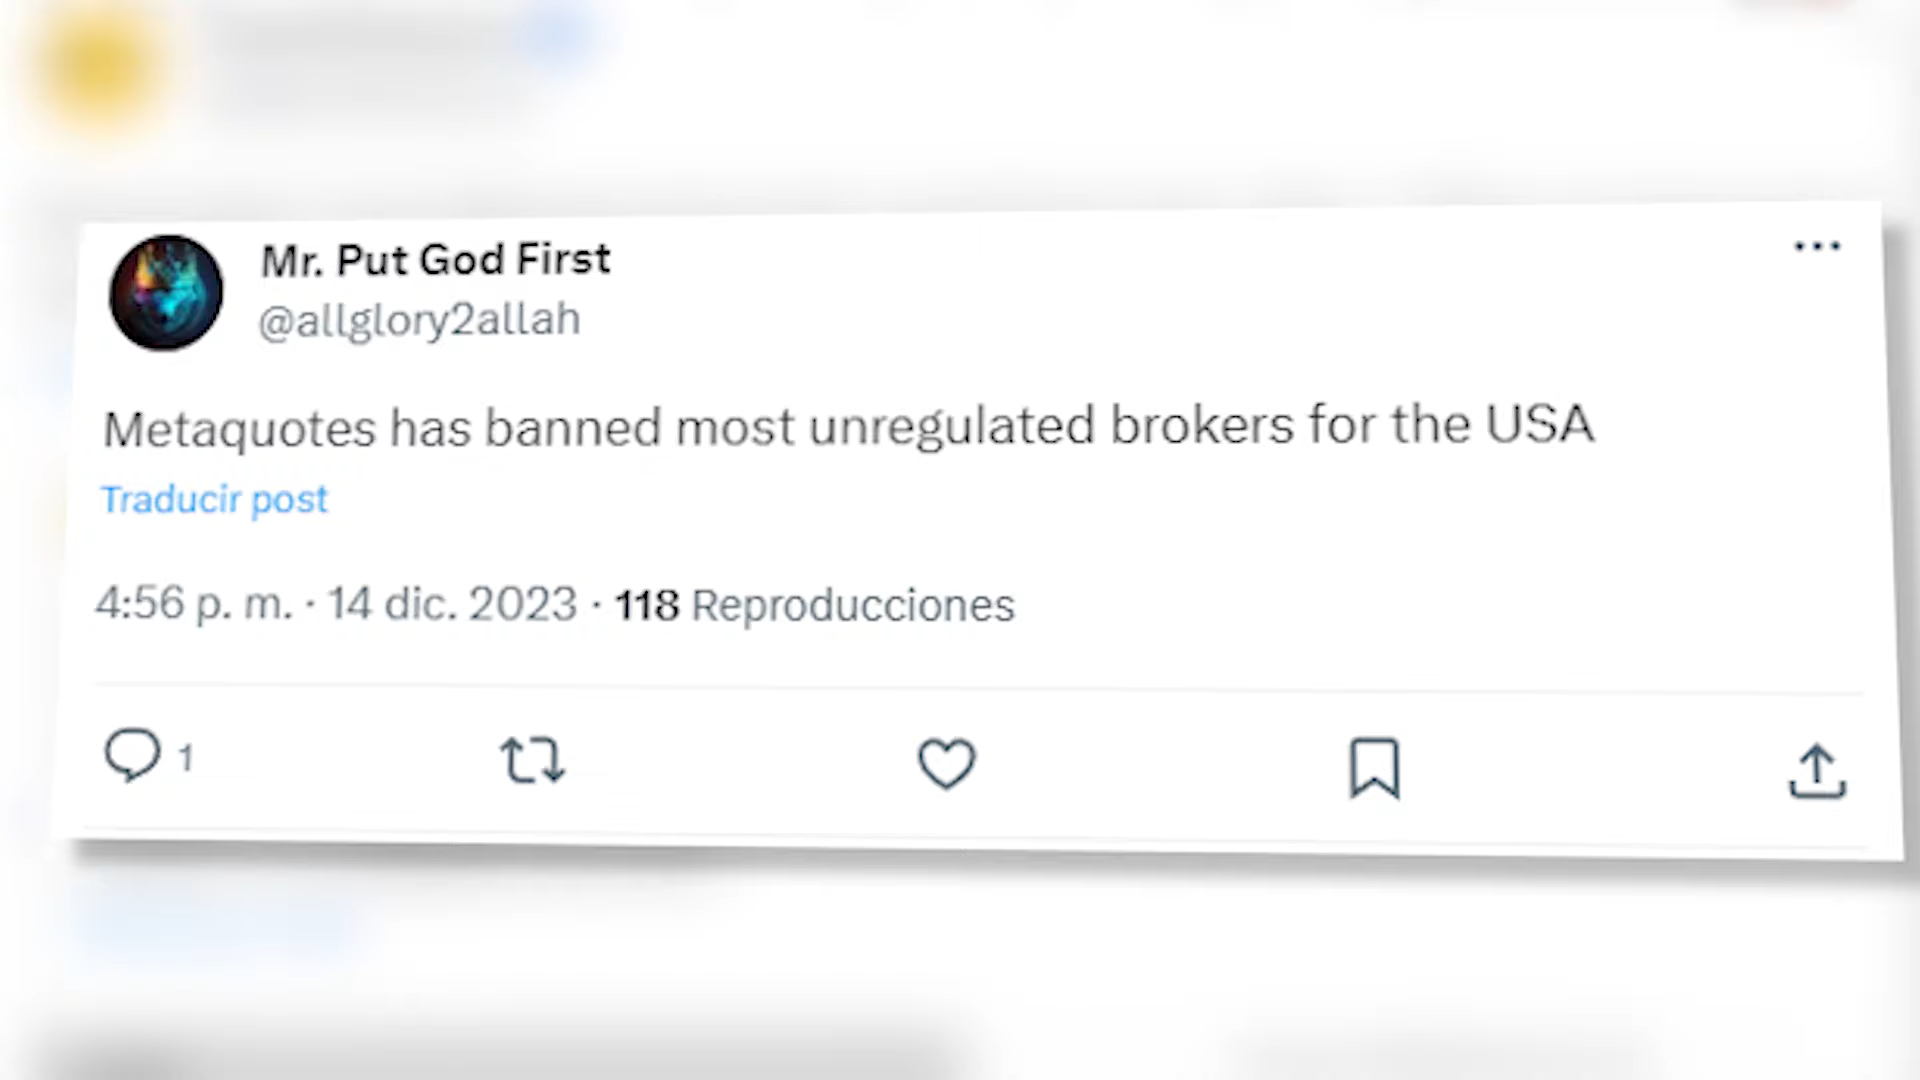 Mr. Put God First
@allglory2allah
Metaquotes has banned most unregulated brokers for the USA
Traducir post
4:56 p. m. · 14 dic. 2023 · 118 Reproducciones
1